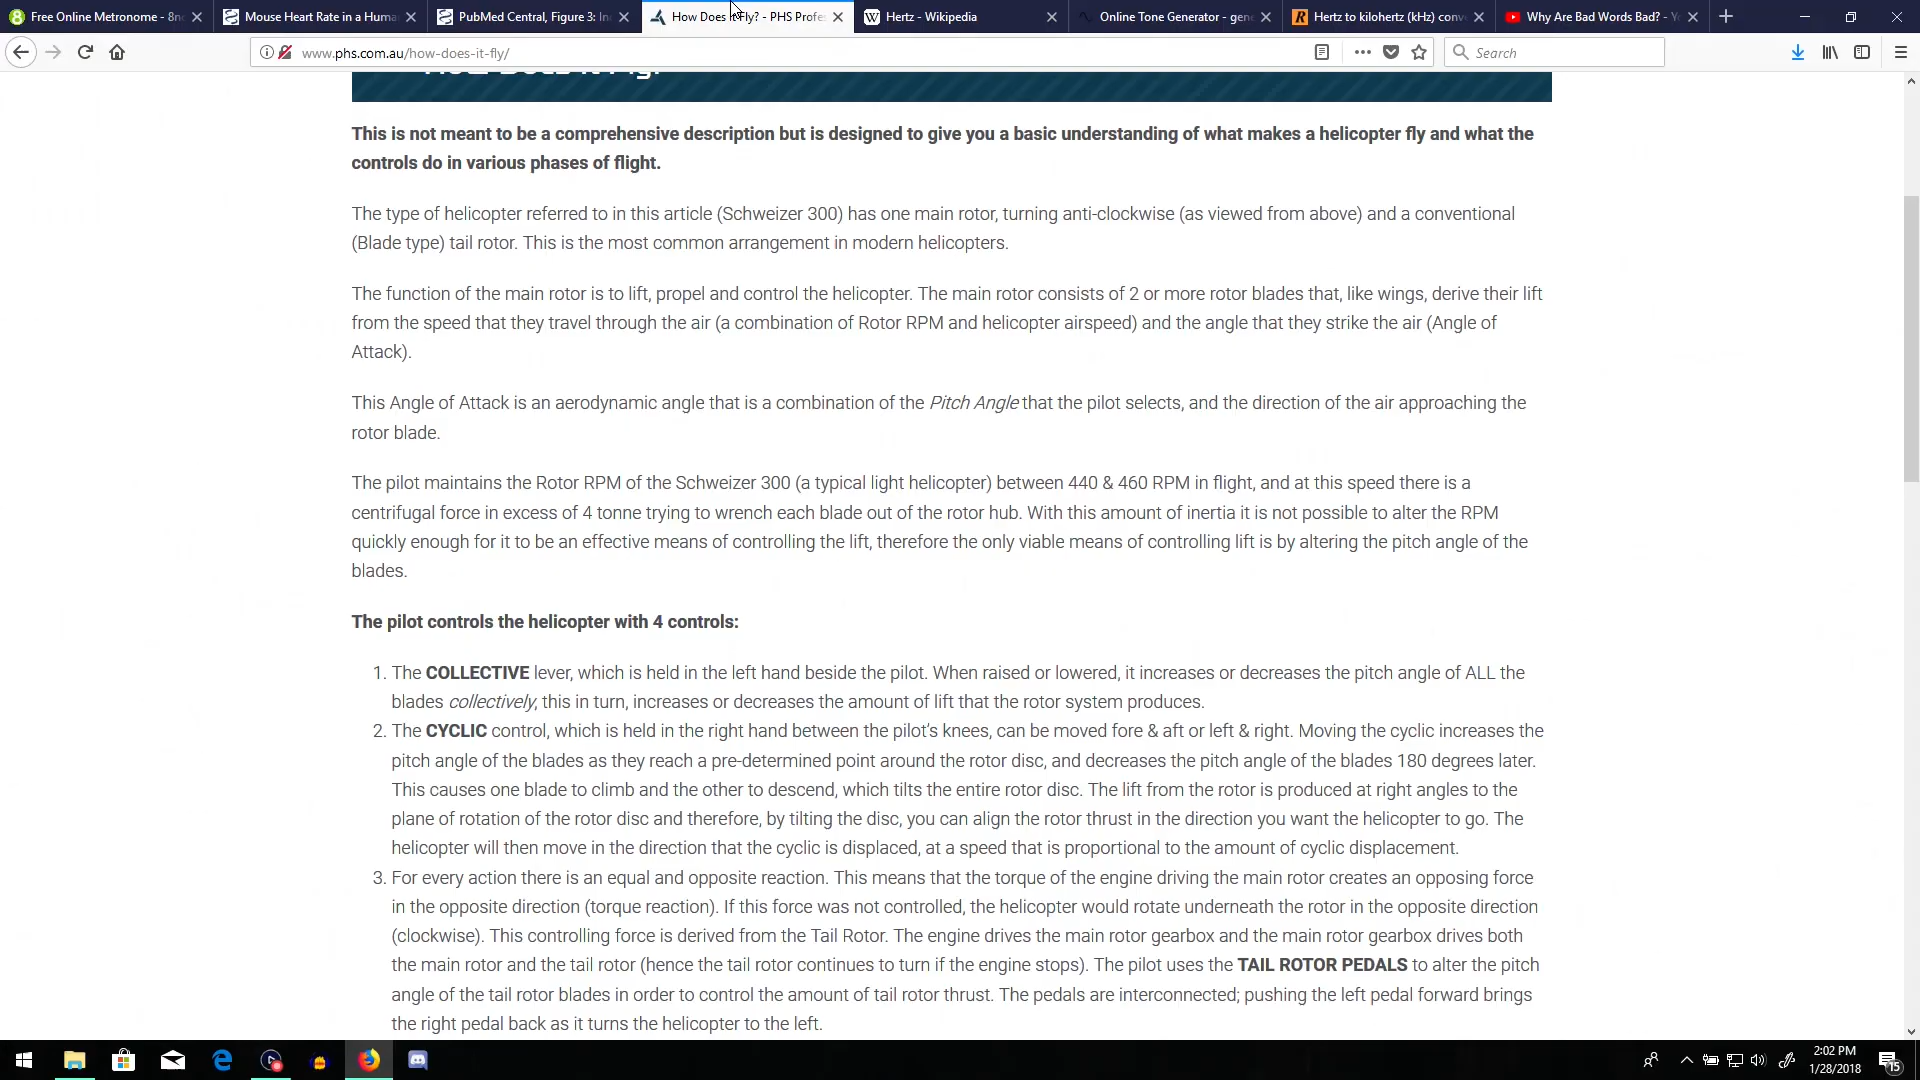 Free Online Metronome - 8n
Mouse Heart Rate in a Huma
PubMed Central, Figure 3: In
How Does It Fly? - PHS Profes
Hertz - Wikipedia
Online Tone Generator - gen
Hertz to kilohertz (kHz) conv
Why Are Bad Words Bad? - Y
www.phs.com.au/how-does-it-fly/
Search
How Does It Fly?
This is not meant to be a comprehensive description but is designed to give you a basic understanding of what makes a helicopter fly and what the
controls do in various phases of flight.
The type of helicopter referred to in this article (Schweizer 300) has one main rotor, turning anti-clockwise (as viewed from above) and a conventional
(Blade type) tail rotor. This is the most common arrangement in modern helicopters.
The function of the main rotor is to lift, propel and control the helicopter. The main rotor consists of 2 or more rotor blades that, like wings, derive their lift
from the speed that they travel through the air (a combination of Rotor RPM and helicopter airspeed) and the angle that they strike the air (Angle of
Attack).
This Angle of Attack is an aerodynamic angle that is a combination of the Pitch Angle that the pilot selects, and the direction of the air approaching the
rotor blade.
The pilot maintains the Rotor RPM of the Schweizer 300 (a typical light helicopter) between 440 & 460 RPM in flight, and at this speed there is a
centrifugal force in excess of 4 tonne trying to wrench each blade out of the rotor hub. With this amount of inertia it is not possible to alter the RPM
quickly enough for it to be an effective means of controlling the lift, therefore the only viable means of controlling lift is by altering the pitch angle of the
blades.
The pilot controls the helicopter with 4 controls:
1. The COLLECTIVE lever, which is held in the left hand beside the pilot. When raised or lowered, it increases or decreases the pitch angle of ALL the
blades collectively, this in turn, increases or decreases the amount of lift that the rotor system produces.
2. The CYCLIC control, which is held in the right hand between the pilot's knees, can be moved fore & aft or left & right. Moving the cyclic increases the
pitch angle of the blades as they reach a pre-determined point around the rotor disc, and decreases the pitch angle of the blades 180 degrees later.
This causes one blade to climb and the other to descend, which tilts the entire rotor disc. The lift from the rotor is produced at right angles to the
plane of rotation of the rotor disc and therefore, by tilting the disc, you can align the rotor thrust in the direction you want the helicopter to go. The
helicopter will then move in the direction that the cyclic is displaced, at a speed that is proportional to the amount of cyclic displacement.
3. For every action there is an equal and opposite reaction. This means that the torque of the engine driving the main rotor creates an opposing force
in the opposite direction (torque reaction). If this force was not controlled, the helicopter would rotate underneath the rotor in the opposite direction
(clockwise). This controlling force is derived from the Tail Rotor. The engine drives the main rotor gearbox and the main rotor gearbox drives both
the main rotor and the tail rotor (hence the tail rotor continues to turn if the engine stops). The pilot uses the TAIL ROTOR PEDALS to alter the pitch
angle of the tail rotor blades in order to control the amount of tail rotor thrust. The pedals are interconnected; pushing the left pedal forward brings
the right pedal back as it turns the helicopter to the left.
2:02 PM
1/28/2018
15